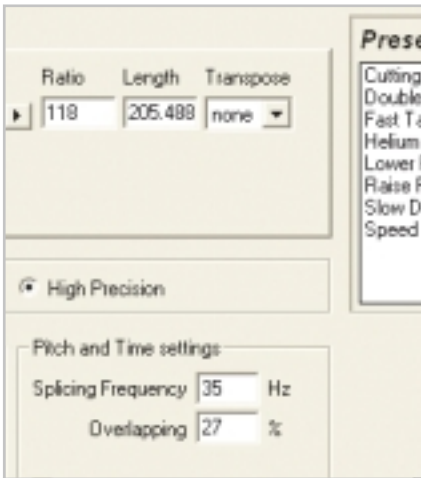 Prese
Ratio Length Transpose
118 205.488 none
Cutting
Double
Fast Ta
Helium
Lower
Raise F
Slow D
Speed
High Precision
Pitch and Time settings
Splicing Frequency 35 Hz
Overlapping 27 %